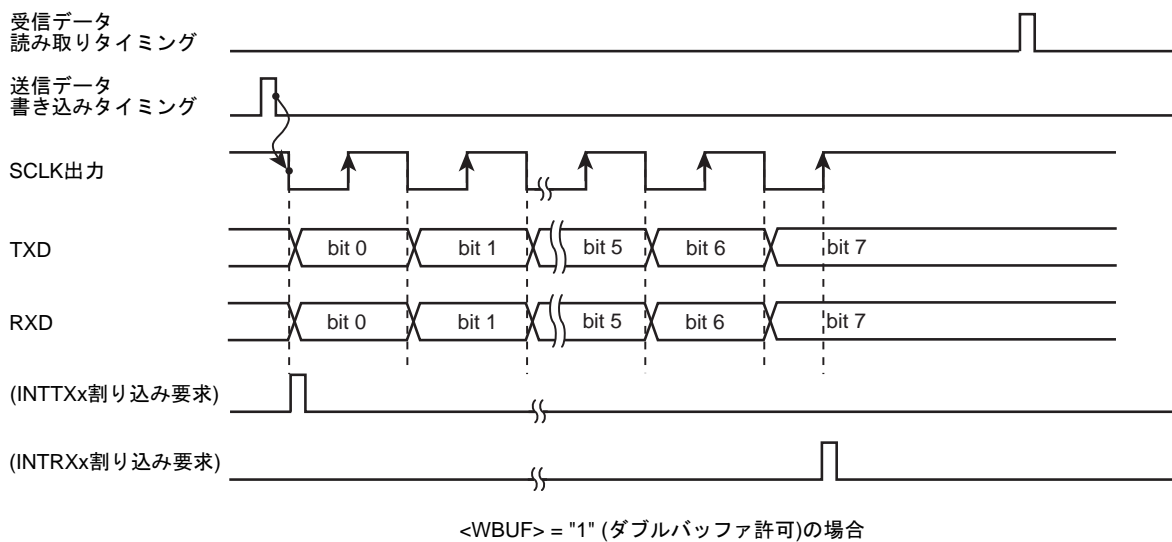 受信データ
読み取りタイミング
送信データ
書き込みタイミング
SCLK出力
TXD
bit 0
bit 1
bit 5
bit 6
bit 7
RXD
bit 0
bit 1
bit 5
bit 6
bit 7
(INTTXx割り込み要求)
(INTRXx割り込み要求)
<WBUF> = "1" (ダブルバッファ許可)の場合